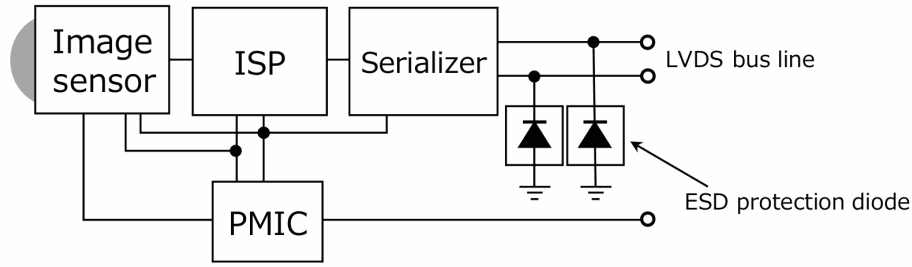 Image
sensor
ISP
Serializer
LVDS bus line
ESD protection diode
PMIC